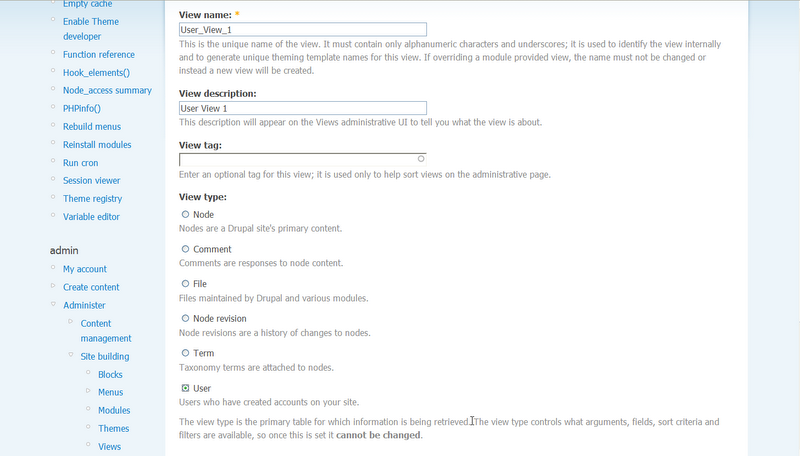 Empty cache
Enable Theme
developer
Function reference
Hook_elements()
Node_access summary
PHPinfo()
Rebuild menus
Reinstall modules
Run cron
Session viewer
Theme registry
Variable editor
admin
My account
Create content
Administer
Content
management
Site building
Blocks
Menus
Modules
Themes
Views
View name: *
User_View_1
This is the unique name of the view. It must contain only alphanumeric characters and underscores; it is used to identify the view internally
and to generate unique theming template names for this view. If overriding a module provided view, the name must not be changed or
instead a new view will be created.
View description:
User View 1
This description will appear on the Views administrative UI to tell you what the view is about.
View tag:
Enter an optional tag for this view; it is used only to help sort views on the administrative page.
View type:
Node
Nodes are a Drupal site's primary content.
Comment
Comments are responses to node content.
File
Files maintained by Drupal and various modules.
Node revision
Node revisions are a history of changes to nodes.
Term
Taxonomy terms are attached to nodes.
User
Users who have created accounts on your site.
The view type is the primary table for which information is being retrieved. The view type controls what arguments, fields, sort criteria and
filters are available, so once this is set it cannot be changed.